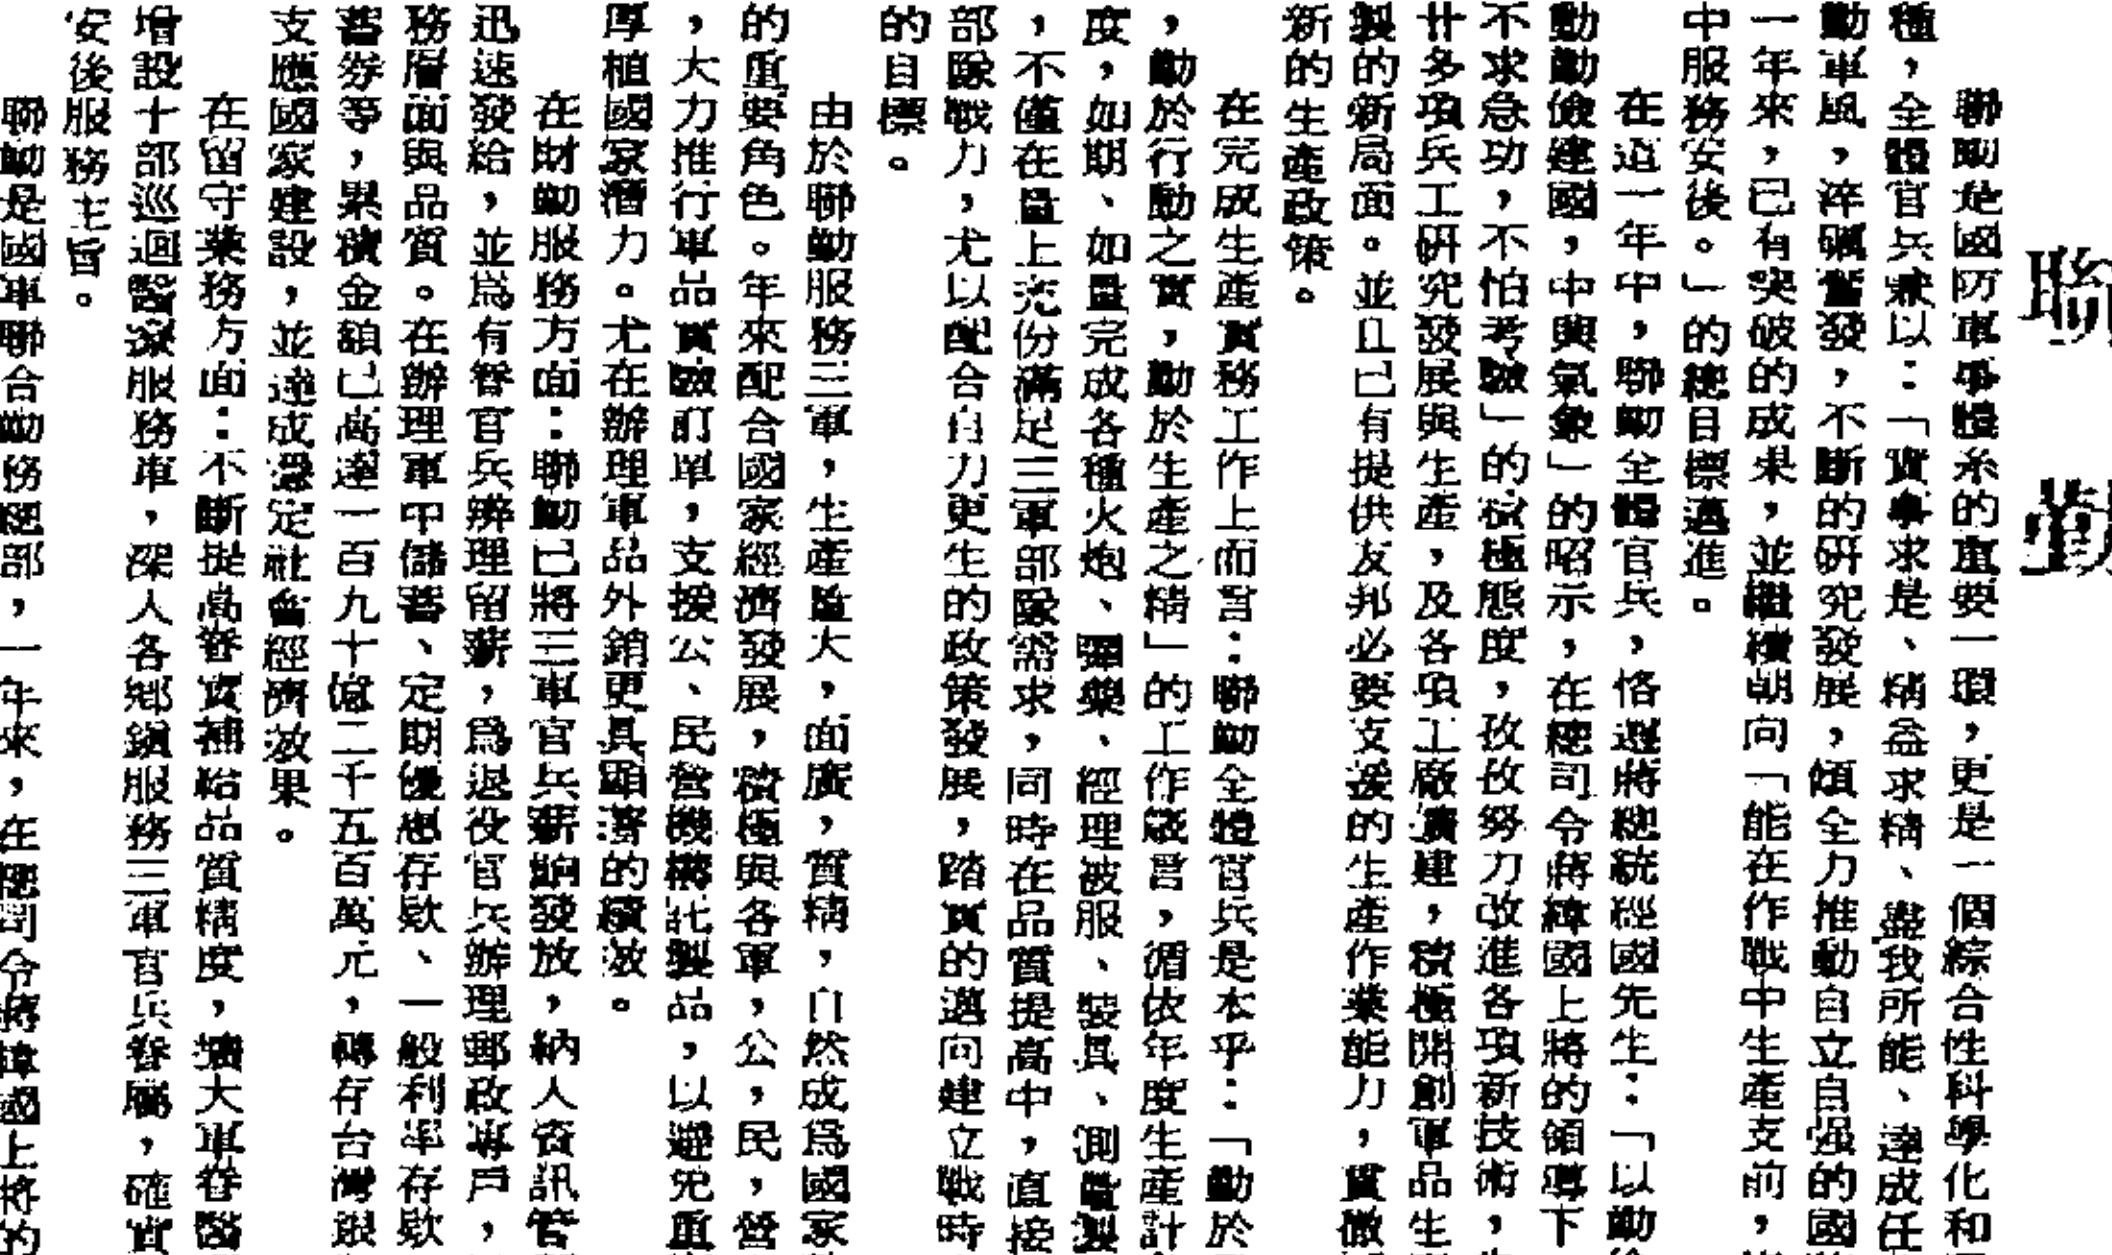 聯勤
聯勤是國防軍事體系的重要一環，更是一個綜合性科學化和
種，全體官兵秉以：「實事求是、精益求精、盡我所能、達成任
勤軍風，淬礪奮發，不斷的研究發展，傾全力推動自立自强的國
一年來，已有突破的成果，並繼續朝向「能在作戰中生產支前，
中服務安後。」的總目標邁進。
在這一年中，聯勤全體官兵，恪遵蔣總統經國先生：「以勤
動勤儉建國，中興氣象」的昭示，在總司令蔣緯國上將的領導下
不求急功，不怕考驗」的積極態度，孜孜努力改進各項新技術，
廿多項兵工研究發展與生產，及各項工廠擴建，積極開創軍品生
製的新局面。並且已有提供友邦必要支援的生產作業能力，貫徹
新的生產政策。
在完成生產實務工作上而言：聯勤全體官兵是本乎：「勤於
，勤於行動之實，勤於生產之精」的工作箴言，循依年度生產計
度，如期、如量完成各種火炮、彈藥、經理被服、裝具、測量製
，不僅在量上充份滿足三軍部隊需求，同時在品質提高中，直接
部隊戰力，尤以配合自力更生的政策發展，踏實的邁向建立戰時
的自標。
由於聯勤服務三軍，生產量大，面廣，質精，自然成爲國家
的重要角色。年來配合國家經濟發展，積極與各軍，公，民，營
，大力推行軍品實驗訂單，支援公、民營機構託製品，以避免重
厚植國家潛力。尤在辦理軍品外銷更具顯著的績效。
在財勤服務方面：聯勤已將三軍官兵薪餉發放，納人資訊管
迅速發給，並爲有眷官兵辨理留薪，爲退役官兵辦理郵政專戶，
務層面與品質。在辦理軍中儲蓄、定期優惠存欵、一般利率存欵
蓄券等，累積金額已高達一百九十億二千五百萬元，轉存台灣銀
支應國家建設，並達成穩定社會經濟效果。
在留守業務方面：不斷提高眷實補給品質精度，擴大軍眷醫
增設十部巡迴醫療服務車，深人各鄉鎭服務三軍官兵眷屬，確實
安後服務主旨。
聯勤是國軍聯合勤務總部，一年來，在總司令蔣緯國上將的